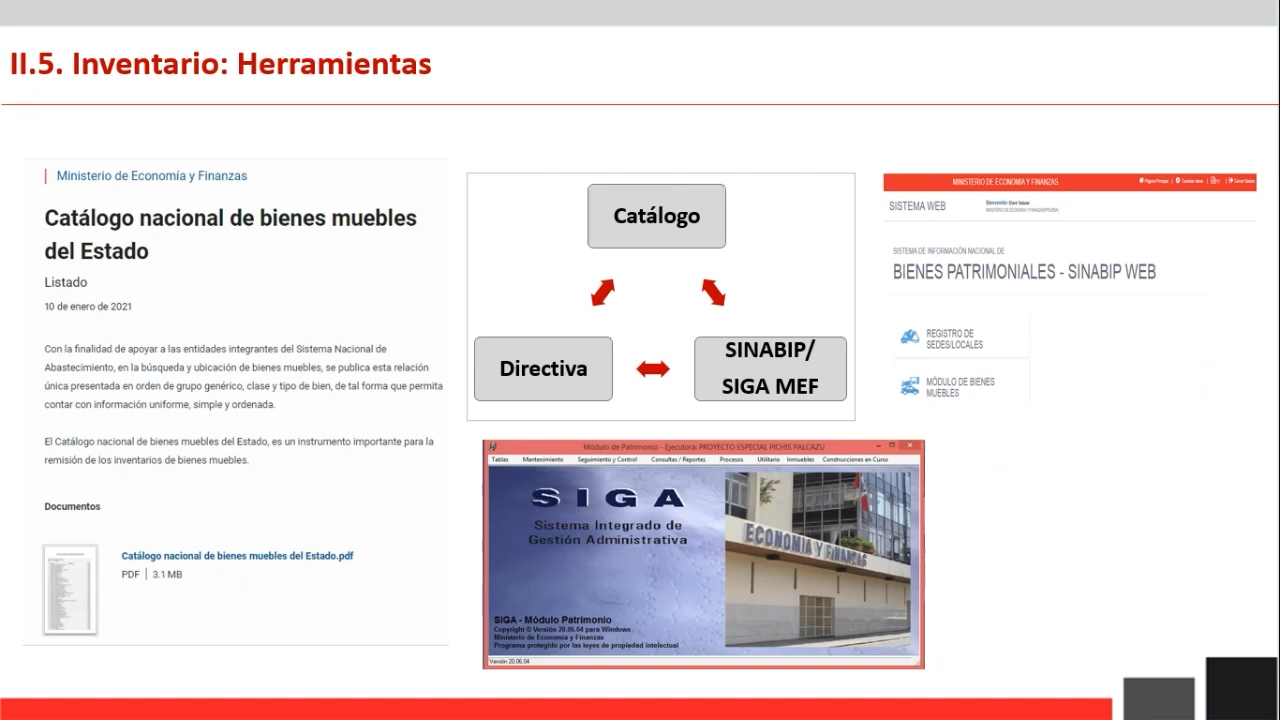 II.5. Inventario: Herramientas
Ministerio de Economía y Finanzas
Catálogo nacional de bienes muebles
del Estado
Listado
10 de enero de 2021
Con la finalidad de apoyar a las entidades integrantes del Sistema Nacional de
Abastecimiento, en la búsqueda y ubicación de bienes muebles, se publica esta relación
única presentada en orden de grupo genérico, clase y tipo de bien, de tal forma que permita
contar con información uniforme, simple y ordenada.
El Catálogo nacional de bienes muebles del Estado, es un instrumento importante para la
remisión de los inventarios de bienes muebles.
Documentos
Catálogo nacional de bienes muebles del Estado.pdf
PDF | 3.1 MB
Catálogo
Directiva
SINABIP/
SIGA MEF
Módulo de Patrimonio - Ejecutora: PROYECTO ESPECIAL PICHIS PALCAZU
Tablas Mantenimiento Seguimiento y Control Consultas / Reportes Procesos Utilitario Inmuebles Construcciones en Curso
SIGA
Sistema Integrado de
Gestión Administrativa
ECONOMIA Y FINANZAS
SIGA - Módulo Patrimonio
Copyright © Versión 20.06.04 para Windows
Ministerio de Economía y Finanzas
Programa protegido por las leyes de propiedad intelectual
Versión 20.06.04
MINISTERIO DE ECONOMIA Y FINANZAS
Página Principal | Cambiar clave | Cerrar Sesión
SISTEMA WEB
Bienvenido:
SISTEMA DE INFORMACIÓN NACIONAL DE
BIENES PATRIMONIALES - SINABIP WEB
REGISTRO DE
SEDES/LOCALES
MÓDULO DE BIENES
MUEBLES